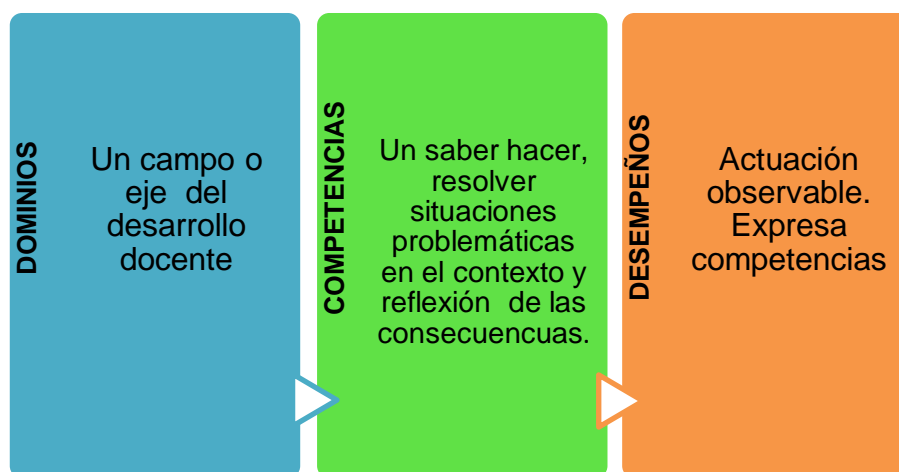 DOMINIOS
Un campo o
eje del
desarrollo
docente
COMPETENCIAS
Un saber hacer,
resolver
situaciones
problemáticas
en el contexto y
reflexión de las
consecuencuas.
DESEMPEÑOS
Actuación
observable.
Expresa
competencias